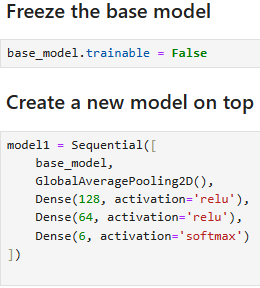 Freeze the base model
base_model.trainable = False
Create a new model on top
model1 = Sequential([
    base_model,
    GlobalAveragePooling2D(),
    Dense(128, activation='relu'),
    Dense(64, activation='relu'),
    Dense(6, activation='softmax')
])